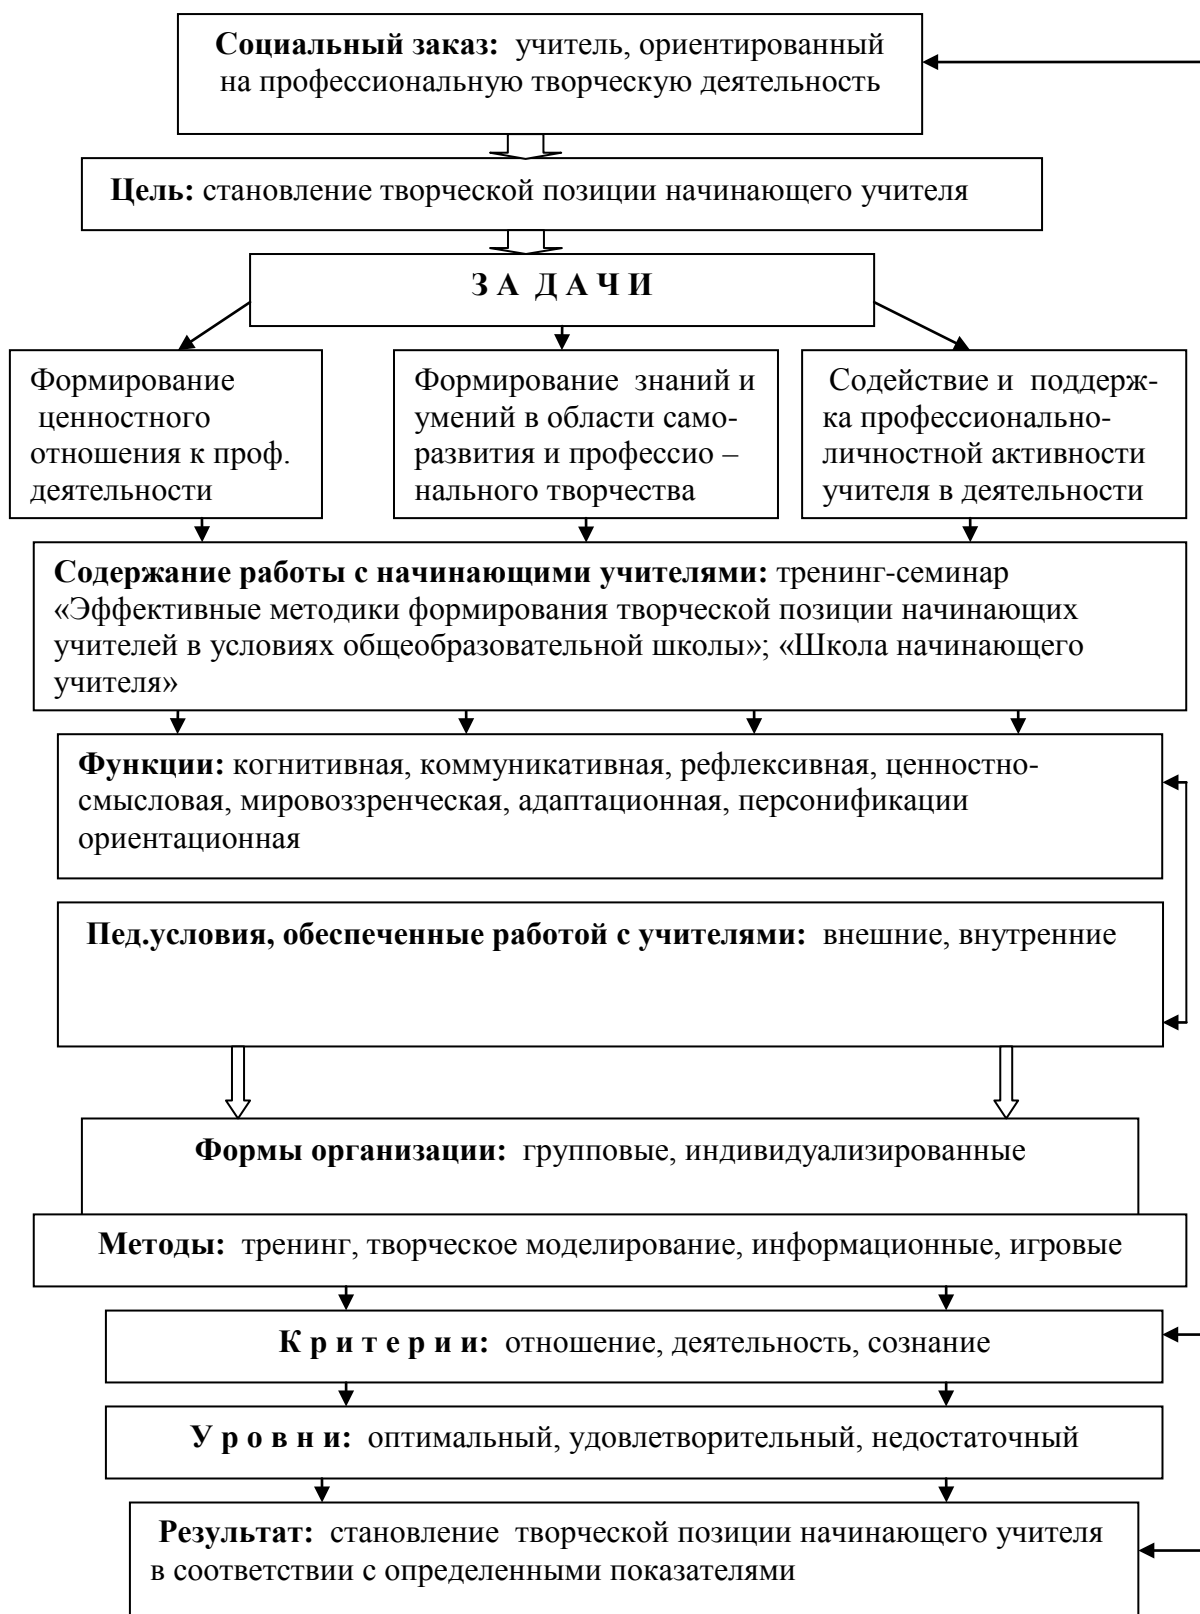 Социальный заказ: учитель, ориентированный
на профессиональную творческую деятельность
Цель: становление творческой позиции начинающего учителя
З А Д А Ч И
Формирование
ценностного
отношения к проф.
деятельности
Формирование знаний и
умений в области само-
развития и профессио –
нального творчества
Содействие и поддерж-
ка профессионально-
личностной активности
учителя в деятельности
Содержание работы с начинающими учителями: тренинг-семинар
«Эффективные методики формирования творческой позиции начинающих
учителей в условиях общеобразовательной школы»; «Школа начинающего
учителя»
Функции: когнитивная, коммуникативная, рефлексивная, ценностно-
смысловая, мировоззренческая, адаптационная, персонификации
ориентационная
Пед.условия, обеспеченные работой с учителями: внешние, внутренние
Формы организации: групповые, индивидуализированные
Методы: тренинг, творческое моделирование, информационные, игровые
К р и т е р и и: отношение, деятельность, сознание
У р о в н и: оптимальный, удовлетворительный, недостаточный
Результат: становление творческой позиции начинающего учителя
в соответствии с определенными показателями